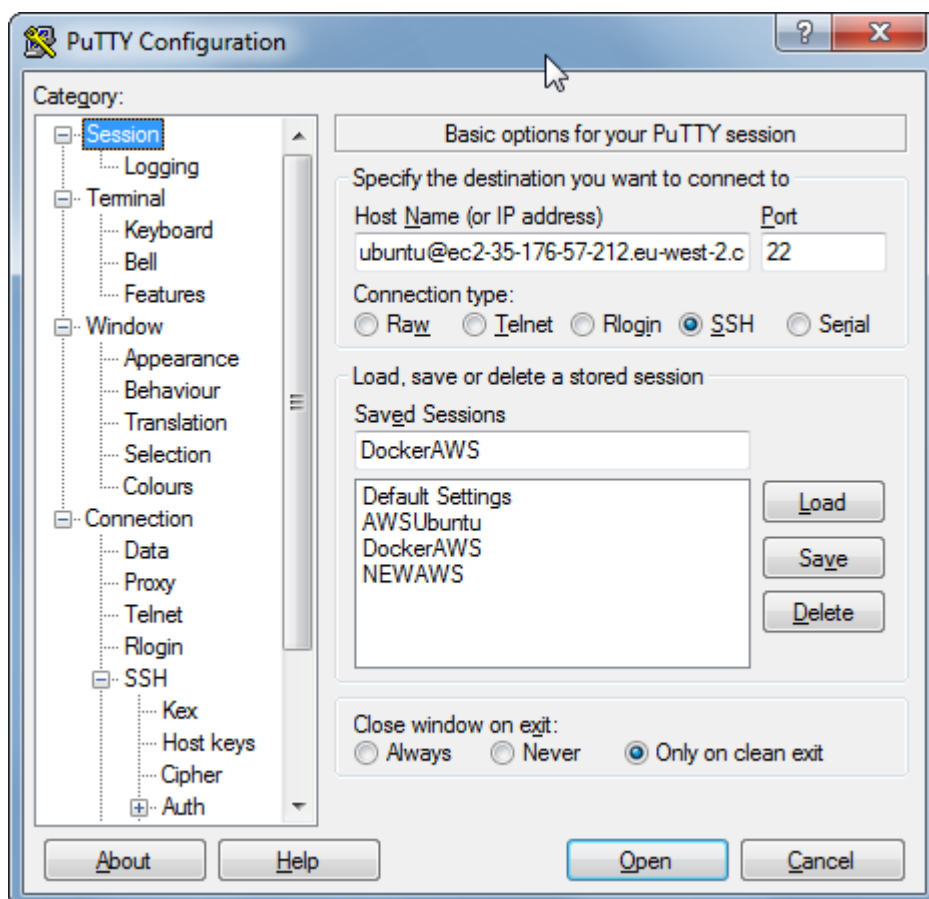 PuTTY Configuration
?
X
Category:
Session
Logging
Terminal
Keyboard
Bell
Features
Window
Appearance
Behaviour
Translation
Selection
Colours
Connection
Data
Proxy
Telnet
Rlogin
SSH
Kex
Host keys
Cipher
Auth
Basic options for your PuTTY session
Specify the destination you want to connect to
Host Name (or IP address) Port
ubuntu@ec2-35-176-57-212.eu-west-2.c 22
Connection type:
Raw Telnet Rlogin SSH Serial
Load, save or delete a stored session
Saved Sessions
DockerAWS
Default Settings
AWSUbuntu
DockerAWS
NEWAWS
Load
Save
Delete
Close window on exit:
Always Never Only on clean exit
About Help Open Cancel